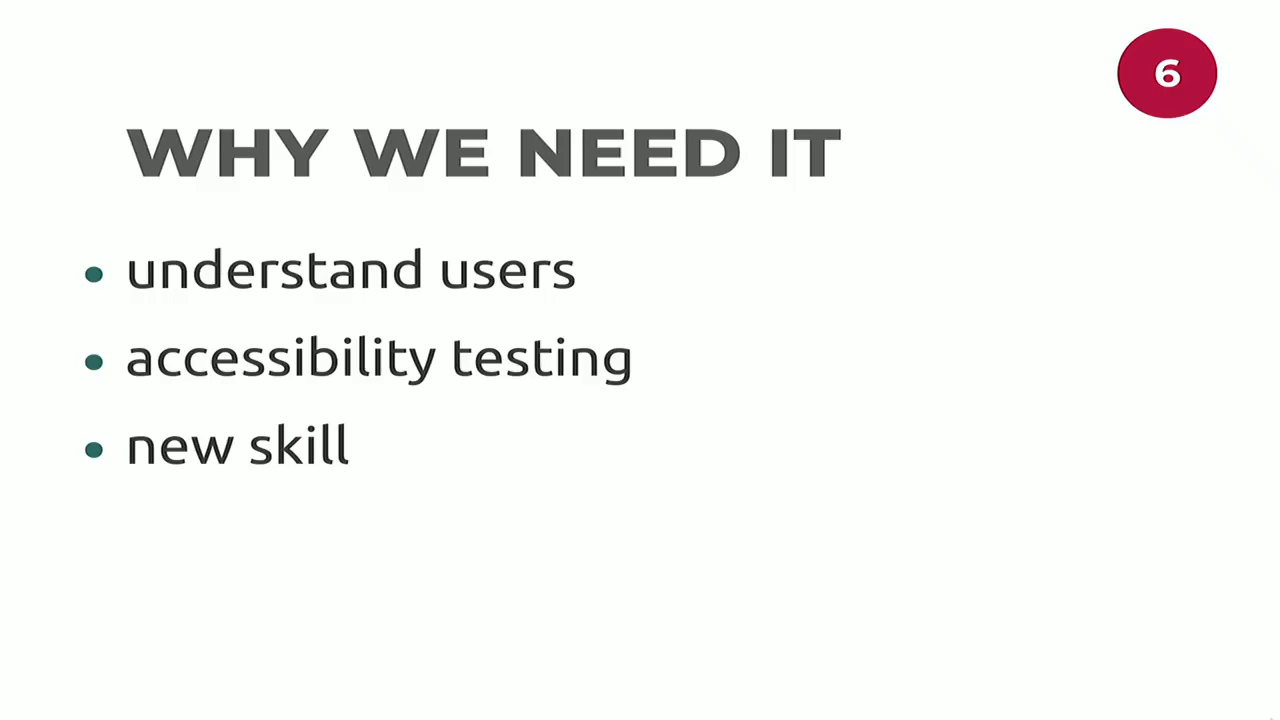 6
WHY WE NEED IT
• understand users
• accessibility testing
• new skill